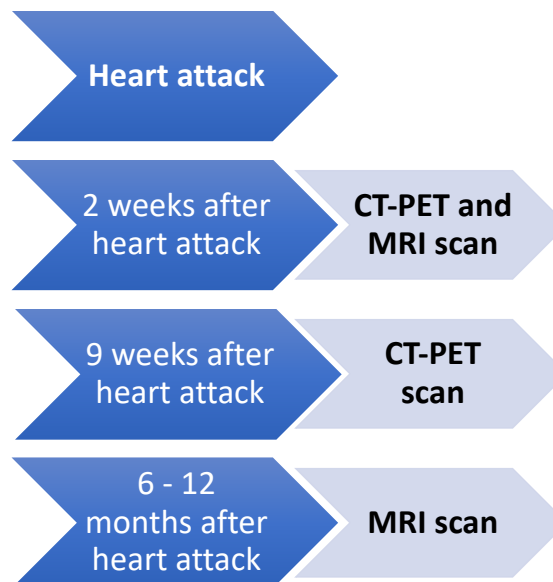 Heart attack
2 weeks after
heart attack
CT-PET and
MRI scan
9 weeks after
heart attack
CT-PET
scan
6 - 12
months after
heart attack
MRI scan